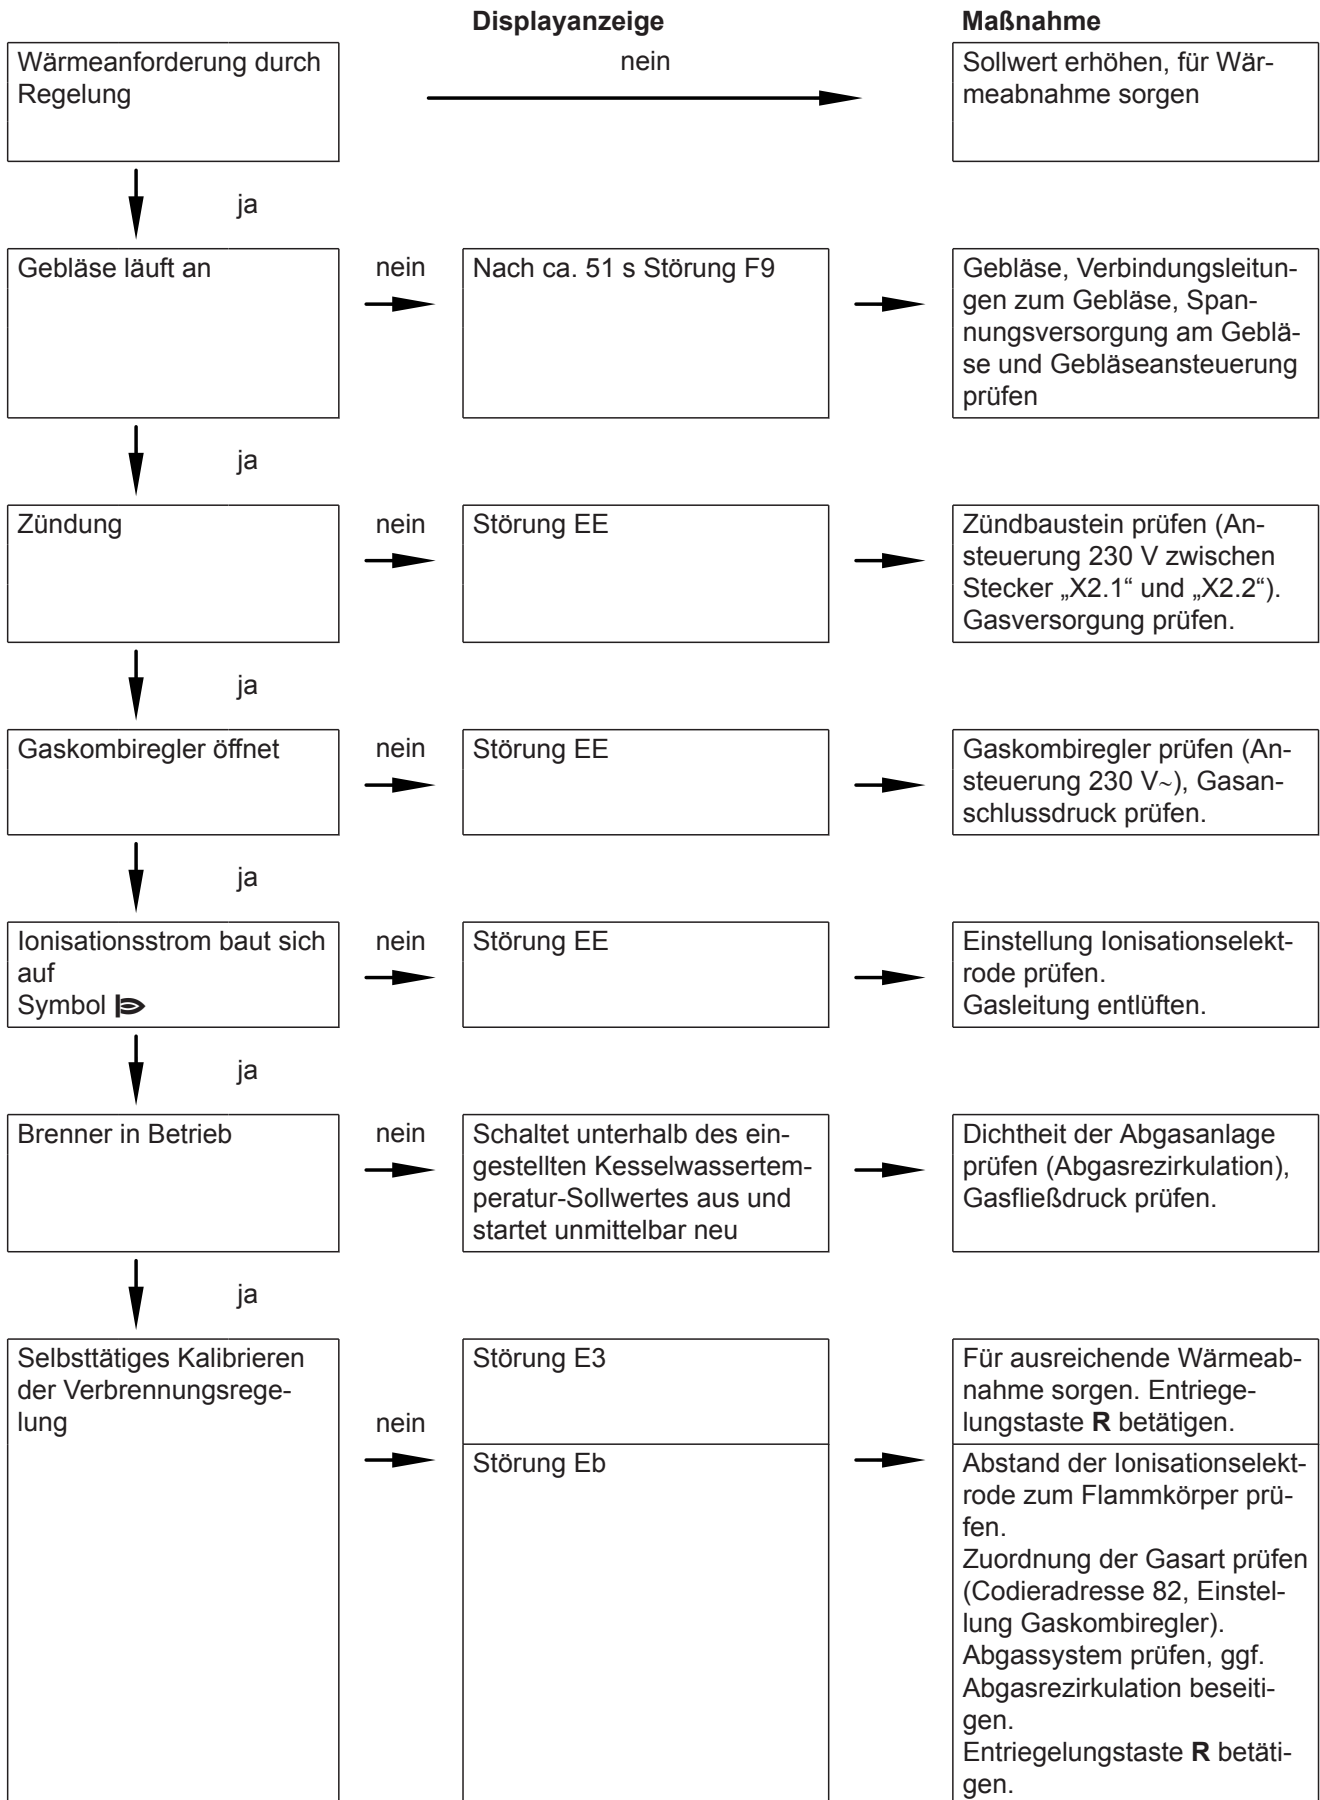 Displayanzeige
Maßnahme
Wärmeanforderung durch
Regelung
nein
Sollwert erhöhen, für Wär-
meabnahme sorgen
ja
Gebläse läuft an
nein
Nach ca. 51 s Störung F9
Gebläse, Verbindungsleitun-
gen zum Gebläse, Span-
nungsversorgung am Geblä-
se und Gebläseansteuerung
prüfen
ja
Zündung
nein
Störung EE
Zündbaustein prüfen (An-
steuerung 230 V zwischen
Stecker „X2.1“ und „X2.2“).
Gasversorgung prüfen.
ja
Gaskombiregler öffnet
nein
Störung EE
Gaskombiregler prüfen (An-
steuerung 230 V~), Gasan-
schlussdruck prüfen.
ja
Ionisationsstrom baut sich
auf
Symbol
nein
Störung EE
Einstellung Ionisationselekt-
rode prüfen.
Gasleitung entlüften.
ja
Brenner in Betrieb
nein
Schaltet unterhalb des ein-
gestellten Kesselwassertem-
peratur-Sollwertes aus und
startet unmittelbar neu
Dichtheit der Abgasanlage
prüfen (Abgasrezirkulation),
Gasfließdruck prüfen.
ja
Selbsttätiges Kalibrieren
der Verbrennungsrege-
lung
nein
Störung E3
Für ausreichende Wärmeab-
nahme sorgen. Entriege-
lungstaste R betätigen.
Störung Eb
Abstand der Ionisationselekt-
rode zum Flammkörper prü-
fen.
Zuordnung der Gasart prüfen
(Codieradresse 82, Einstel-
lung Gaskombiregler).
Abgassystem prüfen, ggf.
Abgasrezirkulation beseiti-
gen.
Entriegelungstaste R betäti-
gen.